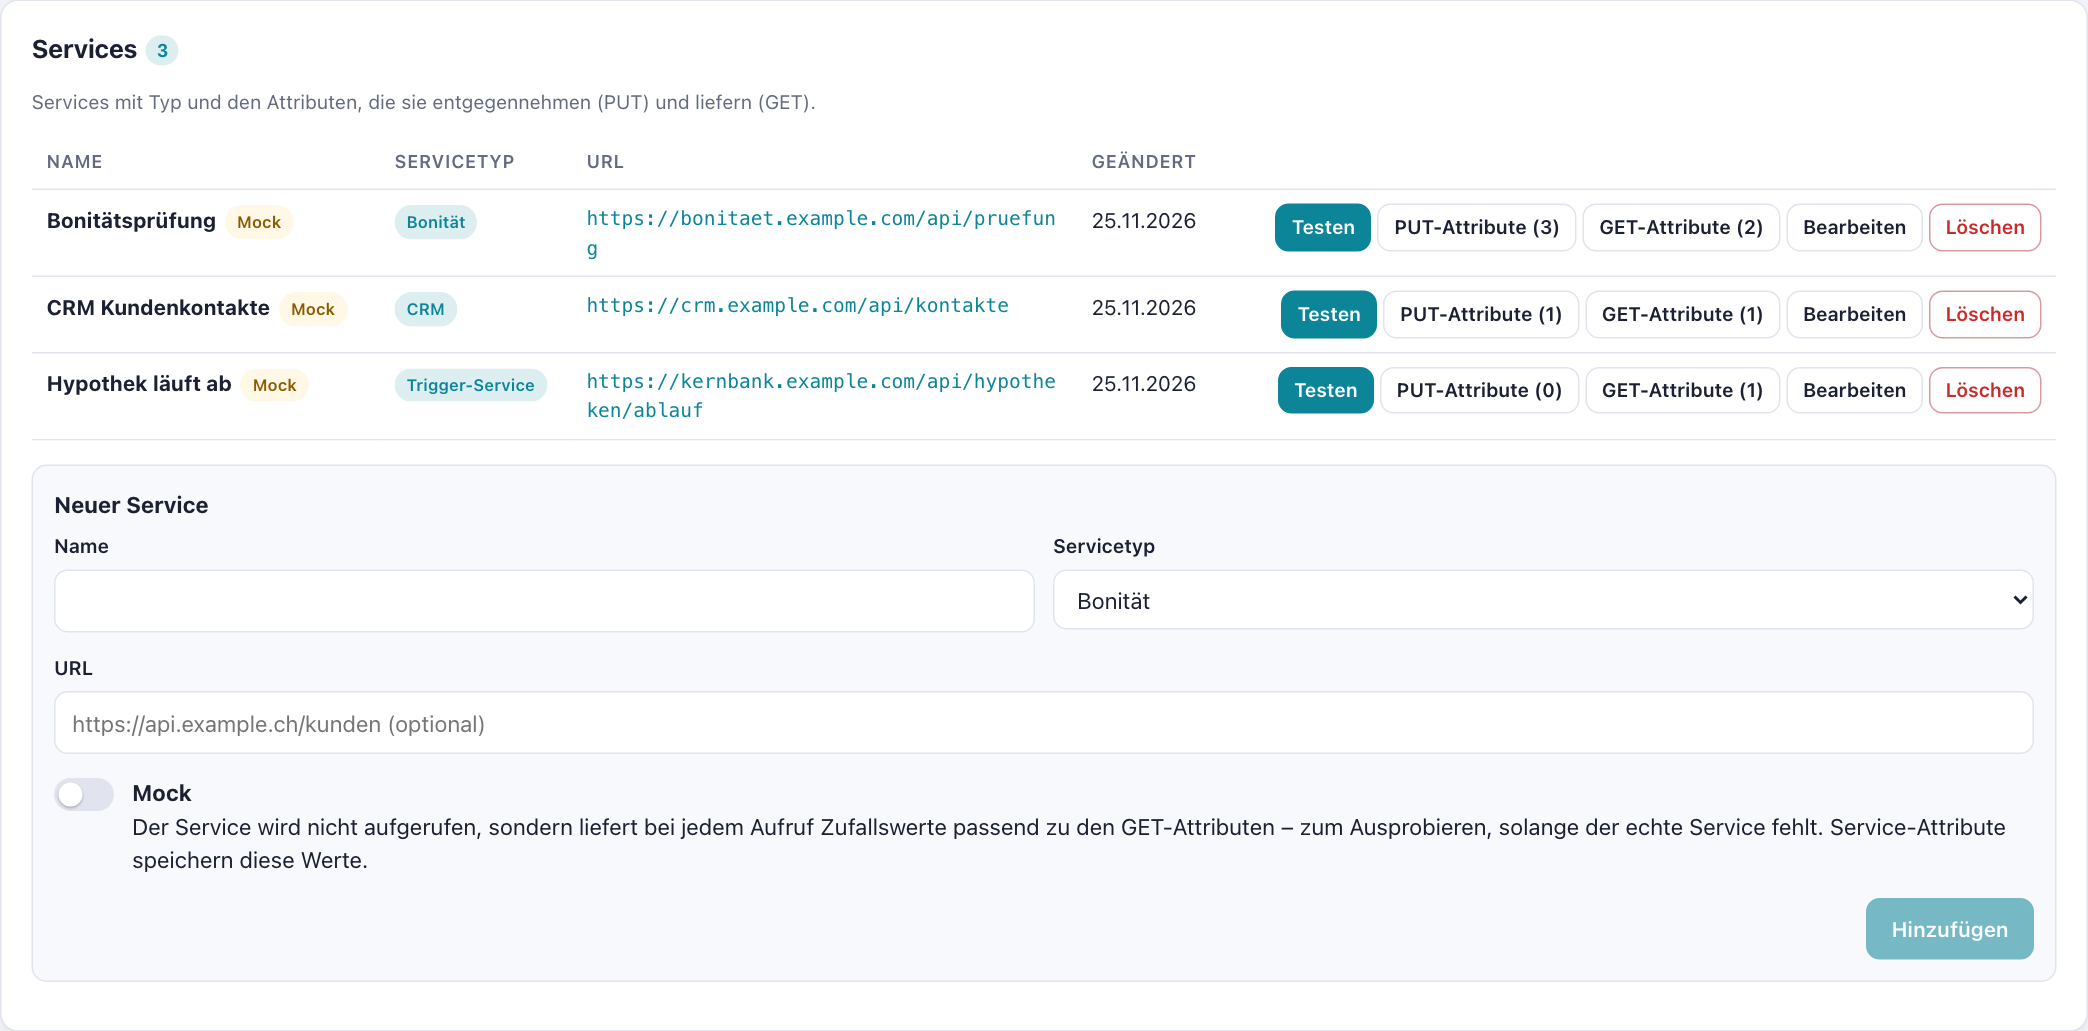 Services 3
Services mit Typ und den Attributen, die sie entgegennehmen (PUT) und liefern (GET).
NAME SERVICETYP URL GEÄNDERT
Bonitätsprüfung Mock Bonität https://bonitaet.example.com/api/pruefun 25.11.2026 Testen PUT-Attribute (3) GET-Attribute (2) Bearbeiten Löschen
g
CRM Kundenkontakte Mock CRM https://crm.example.com/api/kontakte 25.11.2026 Testen PUT-Attribute (1) GET-Attribute (1) Bearbeiten Löschen
Hypothek läuft ab Mock Trigger-Service https://kernbank.example.com/api/hypothe 25.11.2026 Testen PUT-Attribute (0) GET-Attribute (1) Bearbeiten Löschen
ken/ablauf
Neuer Service
Name Servicetyp
Bonität
URL
https://api.example.ch/kunden (optional)
Mock
Der Service wird nicht aufgerufen, sondern liefert bei jedem Aufruf Zufallswerte passend zu den GET-Attributen – zum Ausprobieren, solange der echte Service fehlt. Service-Attribute
speichern diese Werte.
Hinzufügen